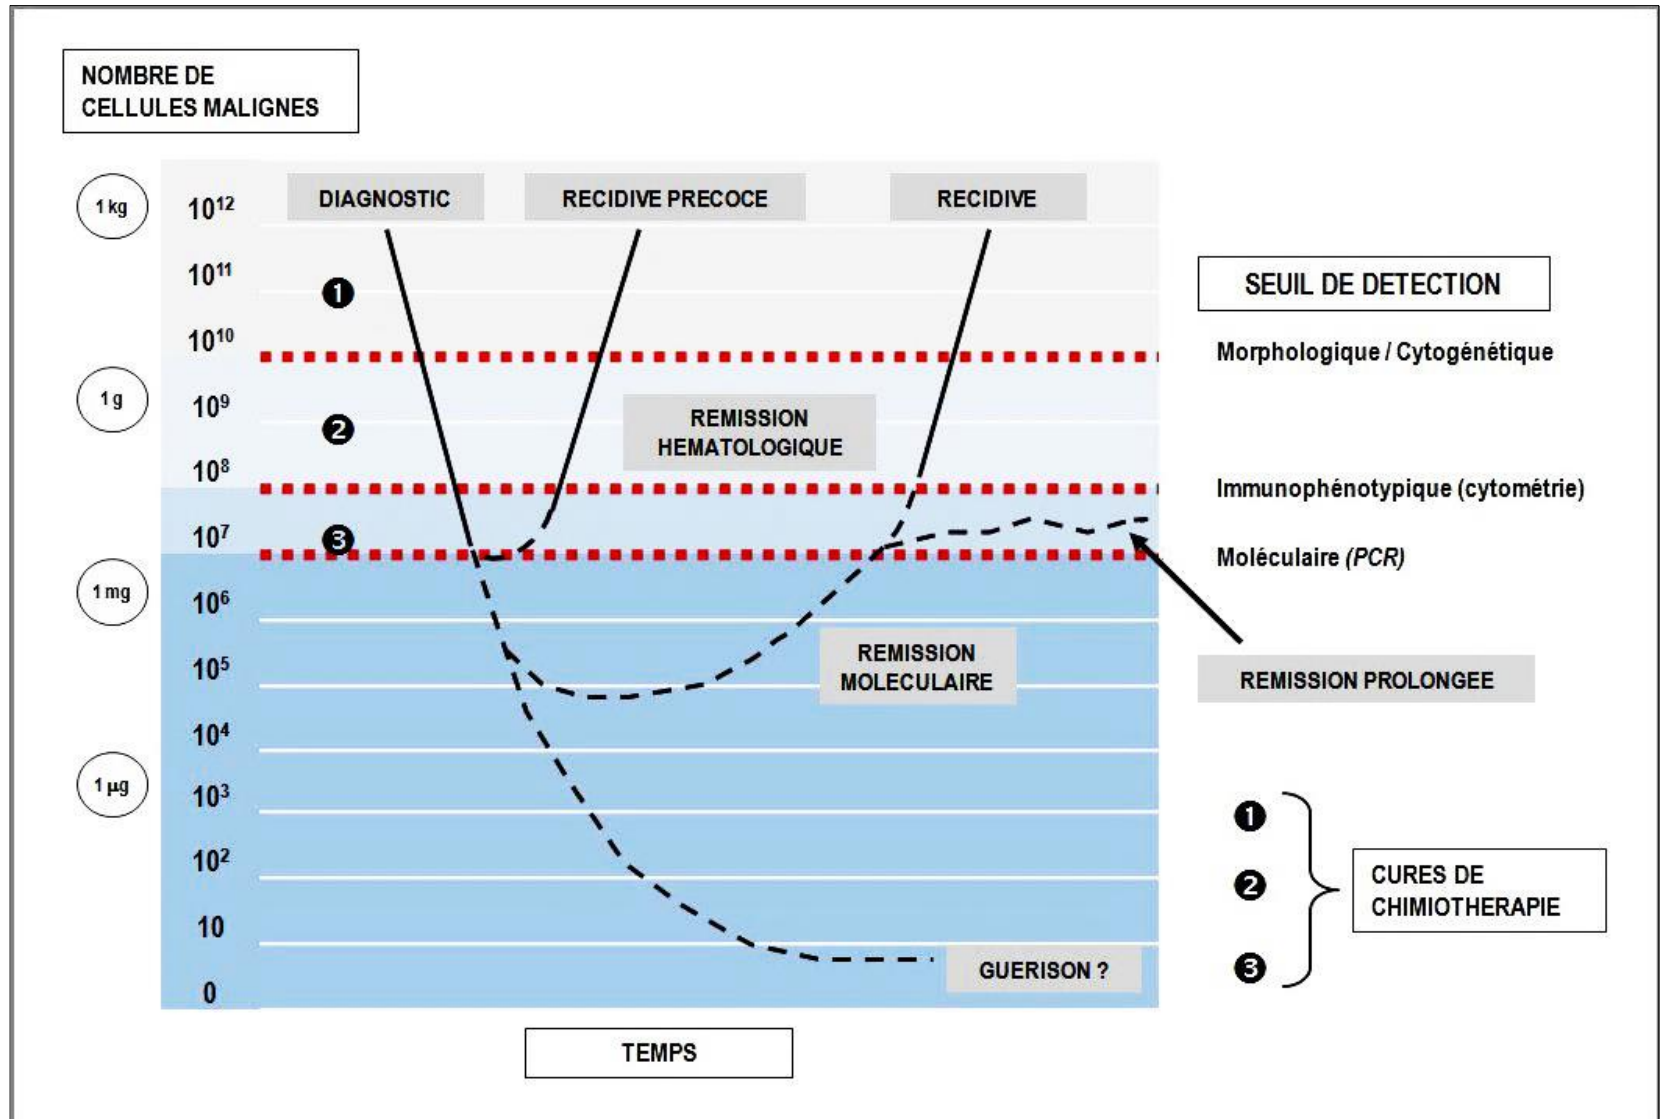 NOMBRE DE
CELLULES MALIGNES
1 kg
10¹²
DIAGNOSTIC
RECIDIVE PRECOCE
RECIDIVE
10¹¹
❶
SEUIL DE DETECTION
10¹⁰
Morphologique / Cytogénétique
1 g
10⁹
❷
REMISSION
HEMATOLOGIQUE
10⁸
Immunophénotypique (cytométrie)
10⁷
❸
Moléculaire (PCR)
1 mg
10⁶
10⁵
REMISSION
MOLECULAIRE
REMISSION PROLONGEE
10⁴
1 µg
10³
❶
10²
❷
CURES DE
CHIMIOTHERAPIE
10
❸
GUERISON ?
0
TEMPS